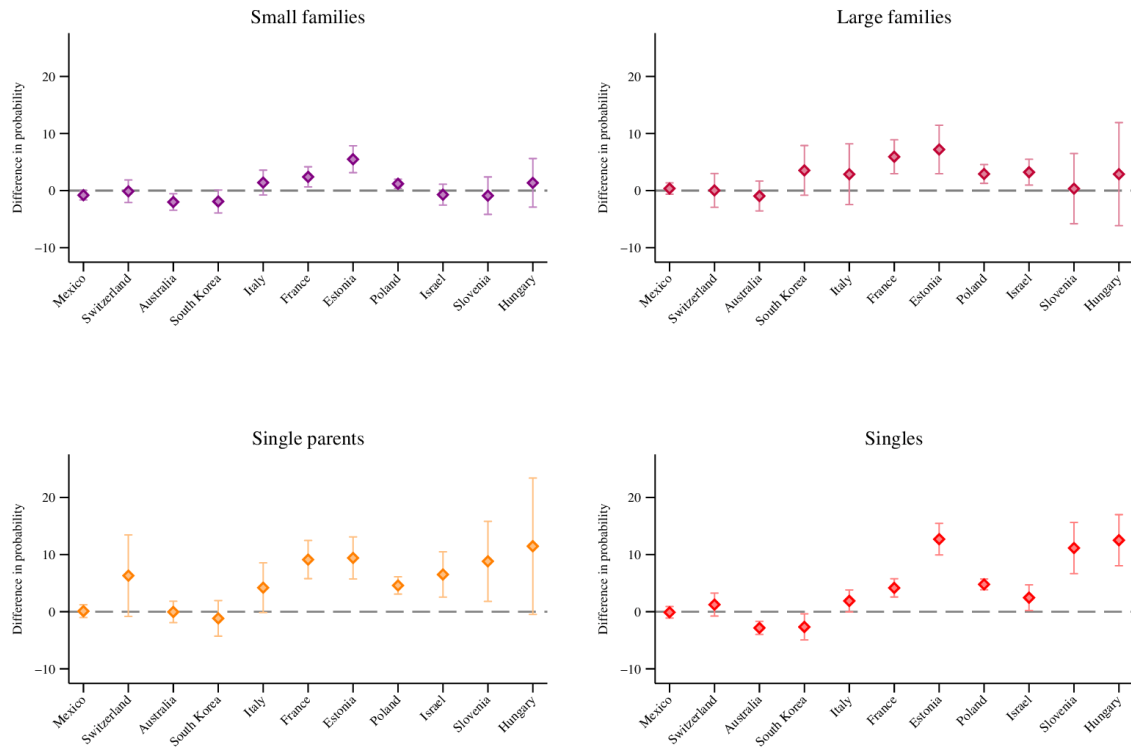 Small families
Difference in probability
20
10
0
−10
Mexico
Switzerland
Australia
South Korea
Italy
France
Estonia
Poland
Israel
Slovenia
Hungary
Large families
Difference in probability
20
10
0
−10
Mexico
Switzerland
Australia
South Korea
Italy
France
Estonia
Poland
Israel
Slovenia
Hungary
Single parents
Difference in probability
20
10
0
−10
Mexico
Switzerland
Australia
South Korea
Italy
France
Estonia
Poland
Israel
Slovenia
Hungary
Singles
Difference in probability
20
10
0
−10
Mexico
Switzerland
Australia
South Korea
Italy
France
Estonia
Poland
Israel
Slovenia
Hungary